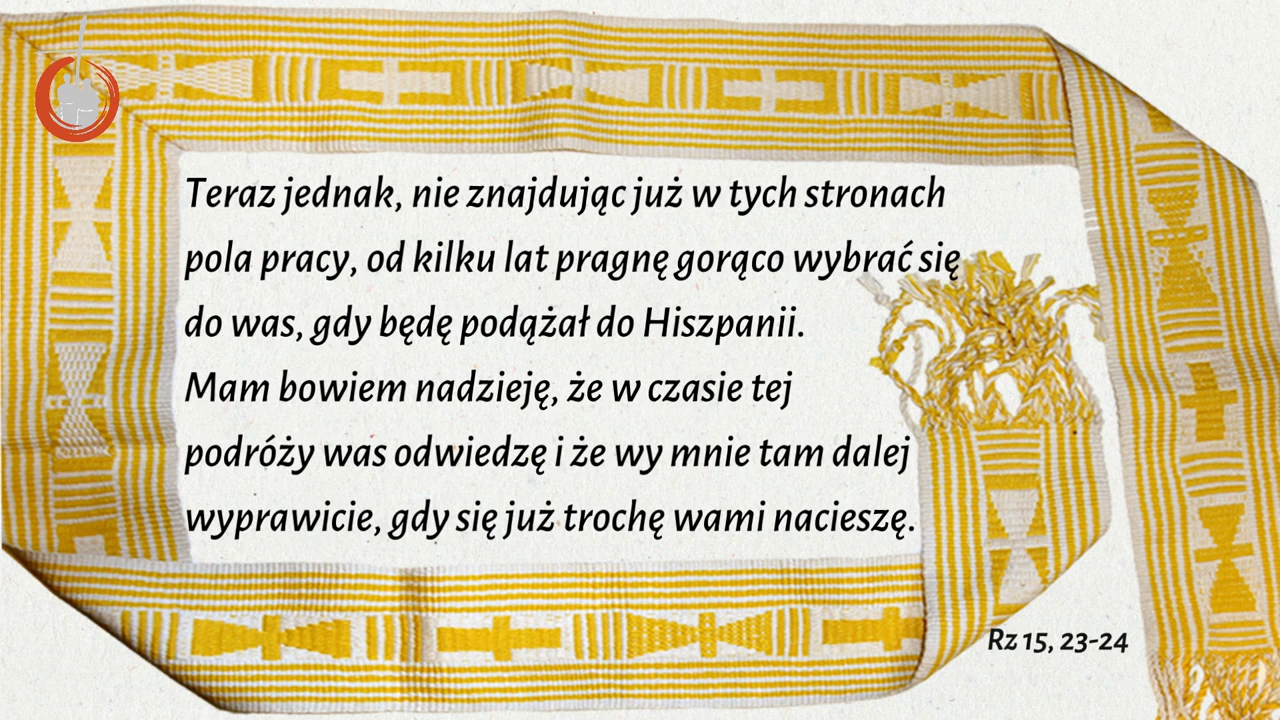 Teraz jednak, nie znajdując już w tych stronach
pola pracy, od kilku lat pragnę gorąco wybrać się
do was, gdy będę podążał do Hiszpanii.
Mam bowiem nadzieję, że w czasie tej
podróży was odwiedzę i że wy mnie tam dalej
wyprawicie, gdy się już trochę wami nacieszę.
Rz 15, 23-24